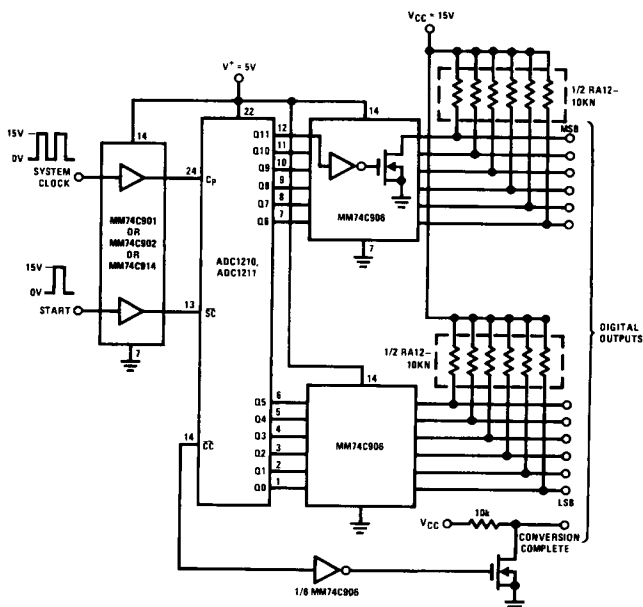 VCC = 15V
V+ = 5V
1/2 RA12–
10KN
14
22
14
15V
0V
SYSTEM
CLOCK
24
CP
MM74C901
OR
MM74C902
OR
MM74C914
15V
0V
START
13
SC
7
ADC1210,
ADC1211
Q11
12
Q10
11
Q9
10
Q8
9
Q7
8
Q6
7
MM74C906
7
MSB
DIGITAL
OUTPUTS
1/2 RA12–
10KN
14
CC
14
Q5
6
Q4
5
Q3
4
Q2
3
Q1
2
Q0
1
MM74C906
LSB
VCC
10k
CONVERSION
COMPLETE
1/6 MM74C906